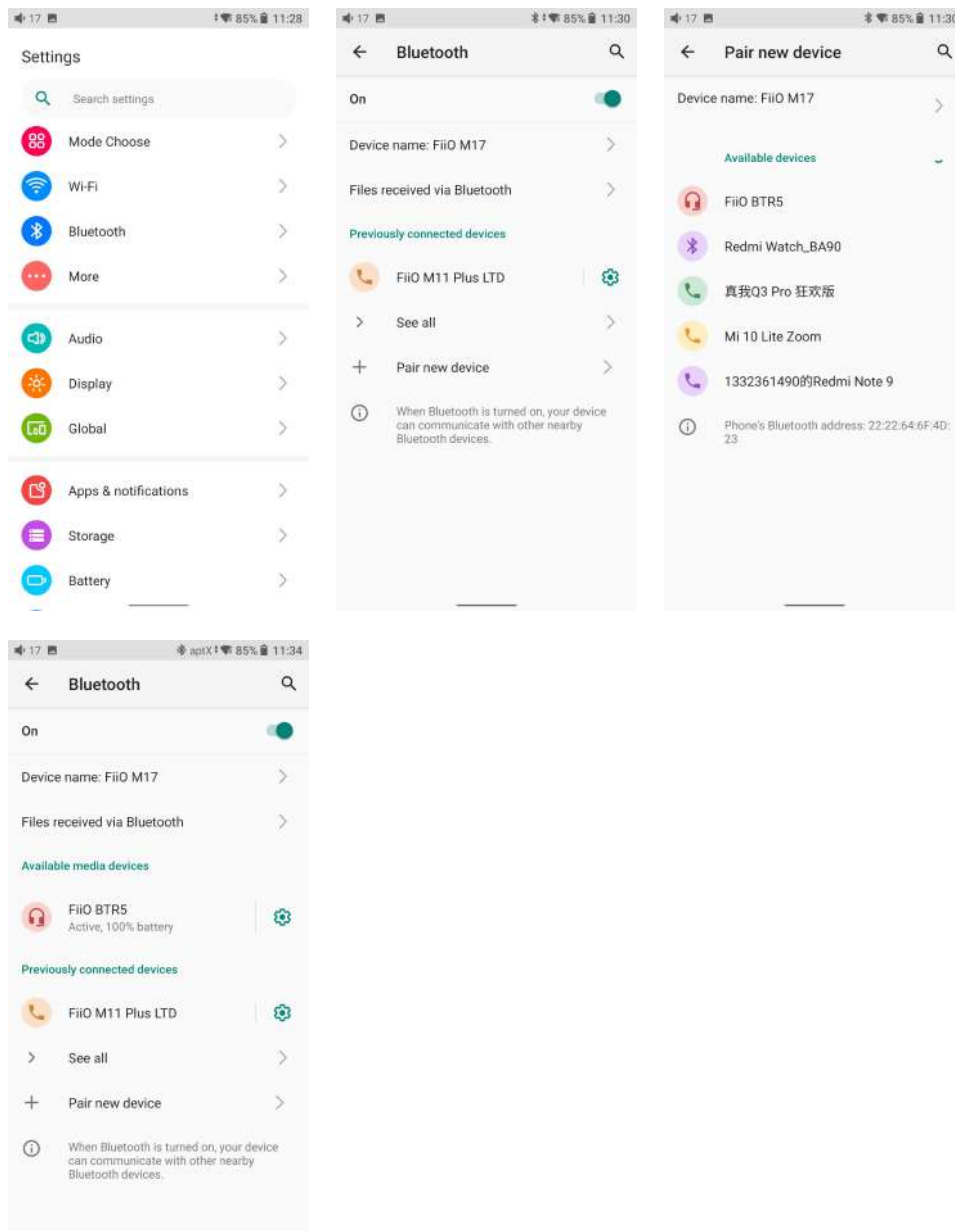 17 85% 11:28
Settings
Search settings
Mode Choose
Wi-Fi
Bluetooth
More
Audio
Display
Global
Apps & notifications
Storage
Battery
17 85% 11:30
Bluetooth
On
Device name: FiiO M17
Files received via Bluetooth
Previously connected devices
FiiO M11 Plus LTD
See all
Pair new device
When Bluetooth is turned on, your device
can communicate with other nearby
Bluetooth devices.
17 85% 11:30
Pair new device
Device name: FiiO M17
Available devices
FiiO BTR5
Redmi Watch_BA90
真我Q3 Pro 狂欢版
Mi 10 Lite Zoom
1332361490的Redmi Note 9
Phone's Bluetooth address: 22:22:64:6F:4D:
23
17 aptX 85% 11:34
Bluetooth
On
Device name: FiiO M17
Files received via Bluetooth
Available media devices
FiiO BTR5
Active, 100% battery
Previously connected devices
FiiO M11 Plus LTD
See all
Pair new device
When Bluetooth is turned on, your device
can communicate with other nearby
Bluetooth devices.